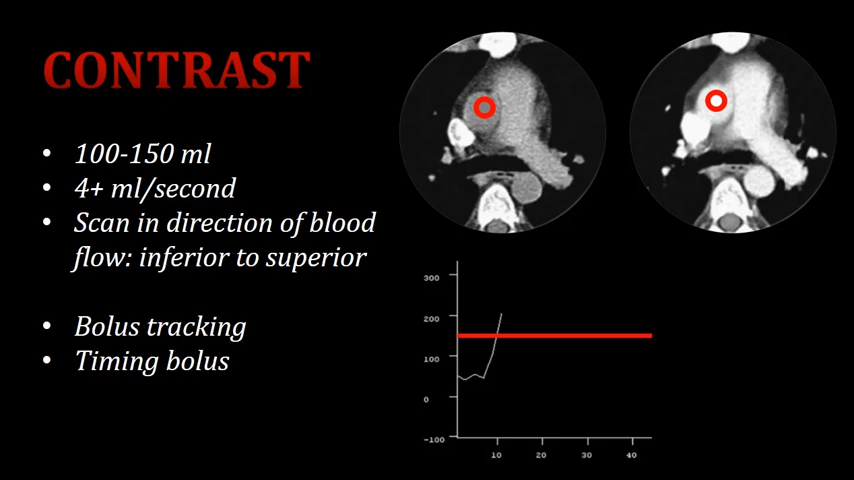 CONTRAST
• 100-150 ml
• 4+ ml/second
• Scan in direction of blood
flow: inferior to superior
• Bolus tracking
• Timing bolus
300
200
100
0
-100
10 20 30 40